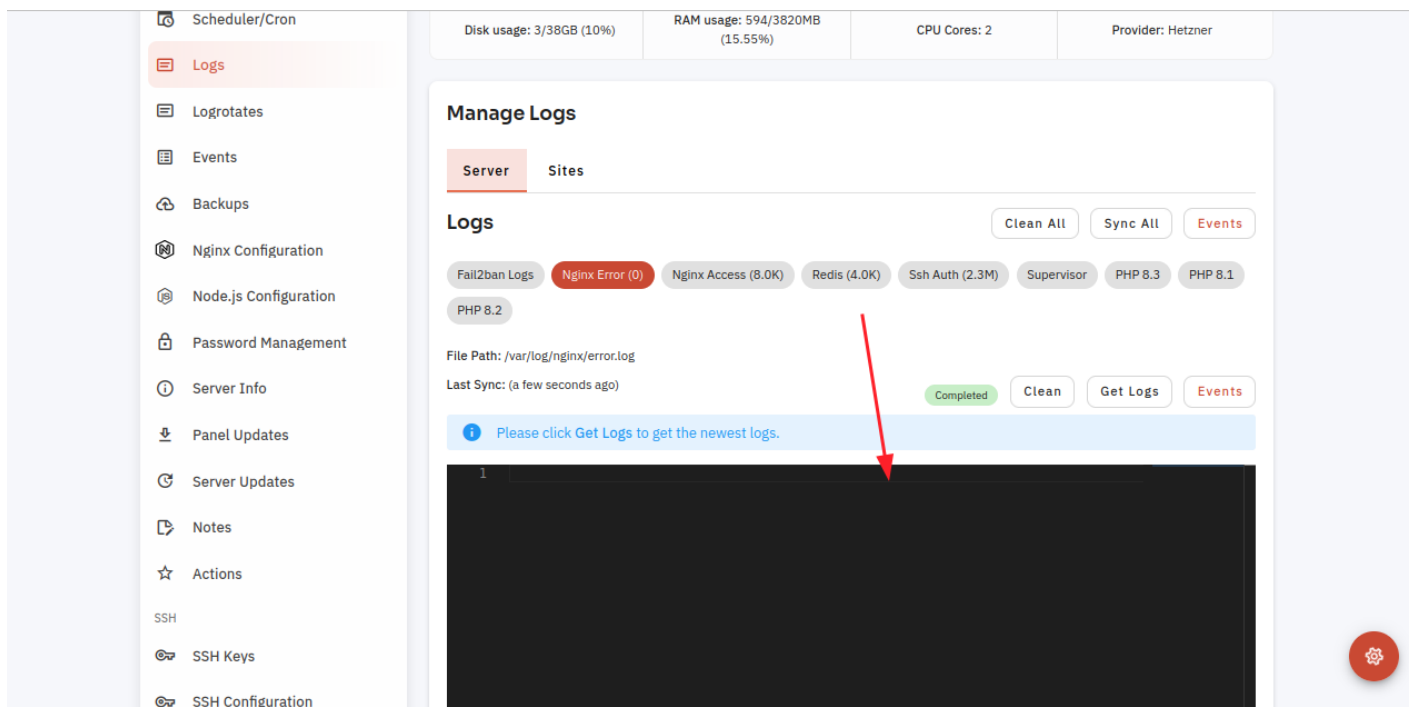 Scheduler/Cron
Logs
Logrotates
Events
Backups
Nginx Configuration
Node.js Configuration
Password Management
Server Info
Panel Updates
Server Updates
Notes
Actions
SSH
SSH Keys
SSH Configuration
Disk usage: 3/38GB (10%)
RAM usage: 594/3820MB
(15.55%)
CPU Cores: 2
Provider: Hetzner
Manage Logs
Server Sites
Logs
Clean All Sync All Events
Fail2ban Logs Nginx Error (0) Nginx Access (8.0K) Redis (4.0K) Ssh Auth (2.3M) Supervisor PHP 8.3 PHP 8.1
PHP 8.2
File Path: /var/log/nginx/error.log
Last Sync: (a few seconds ago)
Completed Clean Get Logs Events
Please click Get Logs to get the newest logs.
1